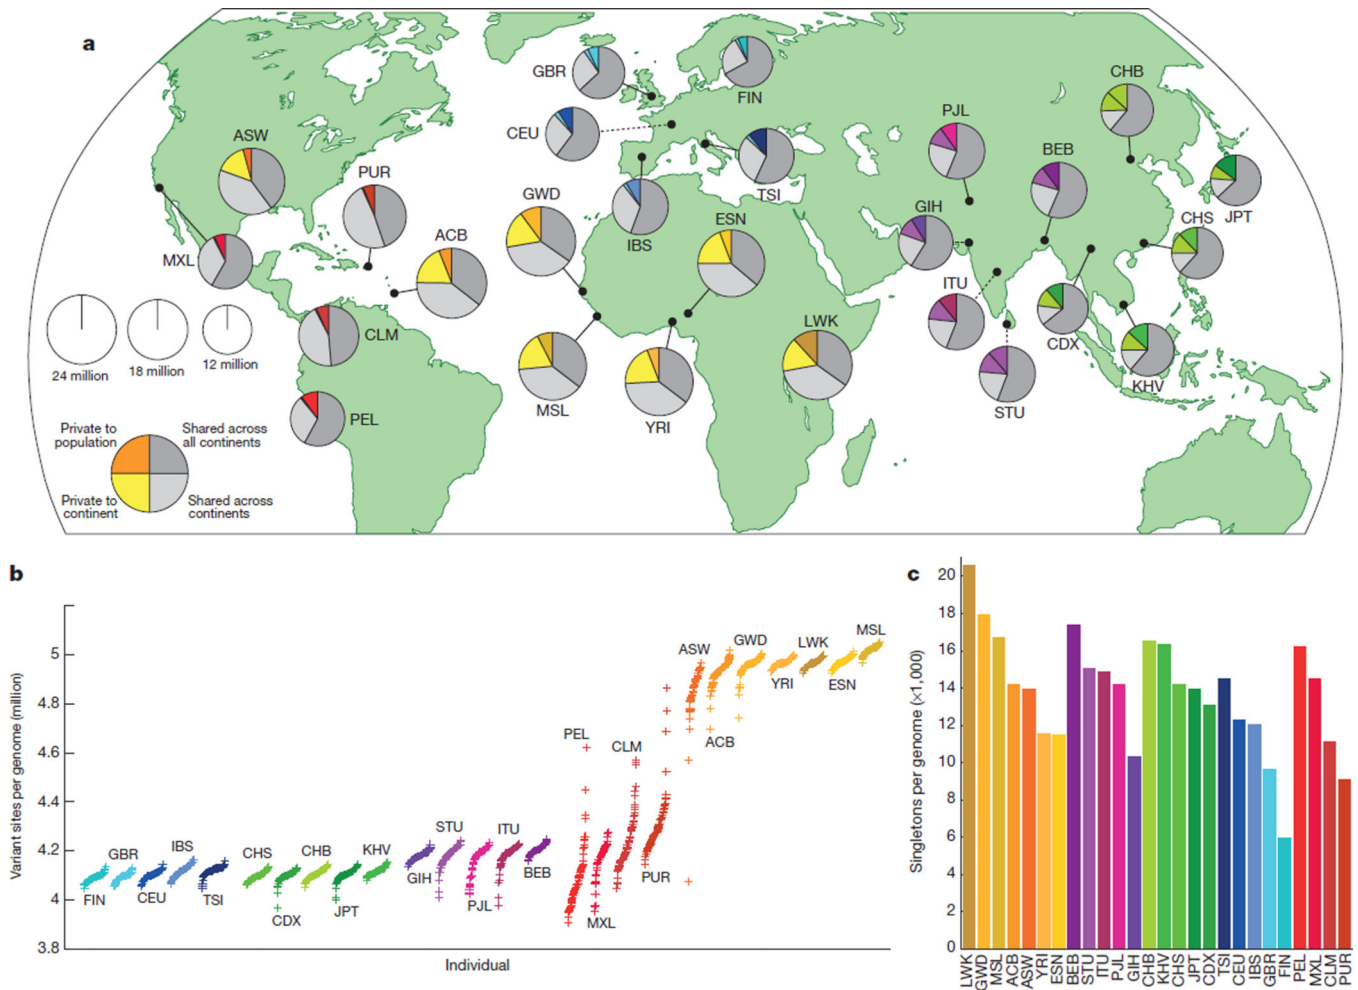 a
GBR
FIN
CHB
CEU
PJL
BEB
ASW
PUR
TSI
JPT
GWD
ESN
GIH
CHS
ACB
IBS
MXL
ITU
CLM
LWK
CDX
24 million
18 million
12 million
KHV
MSL
YRI
STU
PEL
Private to
population
Shared across
all continents
Private to
continent
Shared across
continents
b
Variant sites per genome (million)
5
4.8
4.6
4.4
4.2
4
3.8
FIN
GBR
CEU
IBS
TSI
CHS
CDX
CHB
JPT
KHV
GIH
STU
PJL
ITU
BEB
PEL
MXL
CLM
PUR
ASW
ACB
GWD
YRI
LWK
ESN
MSL
Individual
c
Singletons per genome (×1,000)
20
18
16
14
12
10
8
6
4
2
0
LWK
GWD
MSL
ACB
ASW
YRI
ESN
BEB
STU
ITU
PJL
GIH
CHB
KHV
CHS
JPT
CDX
TSI
CEU
IBS
GBR
FIN
PEL
MXL
CLM
PUR